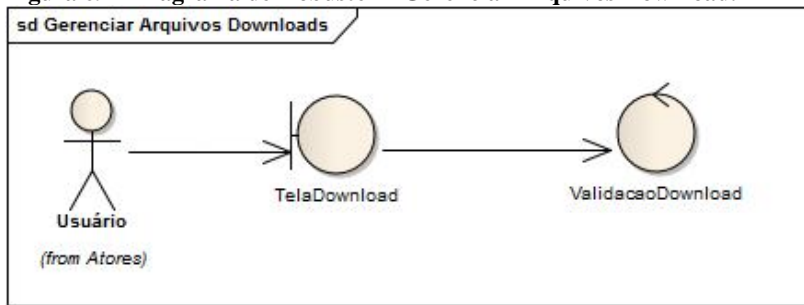 sd Gerenciar Arquivos Downloads
TelaDownload
ValidacaoDownload
Usuário
(from Atores)